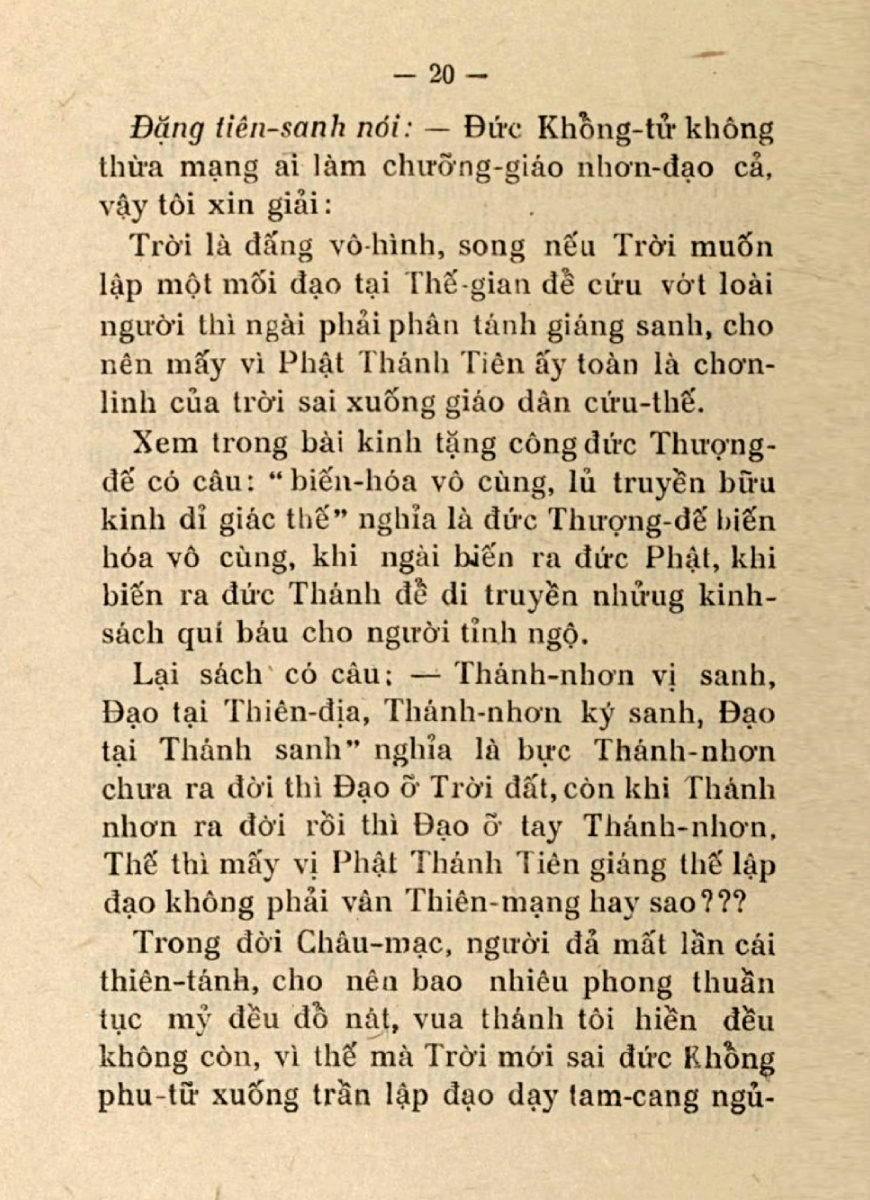 — 20 —
Đặng tiên-sanh nói: — Đức Khổng-tử không
thừa mạng ai làm chưởng-giáo nhơn-đạo cả,
vậy tôi xin giải:
Trời là đấng vô-hình, song nếu Trời muốn
lập một mối đạo tại Thế-gian để cứu vớt loài
người thì ngài phải phân tánh giáng sanh, cho
nên mấy vì Phật Thánh Tiên ấy toàn là chơn-
linh của trời sai xuống giáo dân cứu-thế.
Xem trong bài kinh tặng công đức Thượng-
đế có câu: “biến-hóa vô cùng, lủ truyền bữu
kinh dỉ giác thế” nghĩa là đức Thượng-đế biến
hóa vô cùng, khi ngài biến ra đức Phật, khi
biến ra đức Thánh để di truyền nhữug kinh-
sách quí báu cho người tỉnh ngộ.
Lại sách có câu: — Thánh-nhơn vị sanh,
Đạo tại Thiên-địa, Thánh-nhơn ký sanh, Đạo
tại Thánh sanh” nghĩa là bực Thánh-nhơn
chưa ra đời thì Đạo ở Trời đất, còn khi Thánh
nhơn ra đời rồi thì Đạo ở tay Thánh-nhơn,
Thế thì mấy vị Phật Thánh Tiên giáng thế lập
đạo không phải vân Thiên-mạng hay sao???
Trong đời Châu-mạc, người đả mất lần cái
thiên-tánh, cho nên bao nhiêu phong thuần
tục mỷ đều đồ nát, vua thánh tôi hiền đều
không còn, vì thế mà Trời mới sai đức Khổng
phu-tữ xuống trần lập đạo dạy tam-cang ngủ-